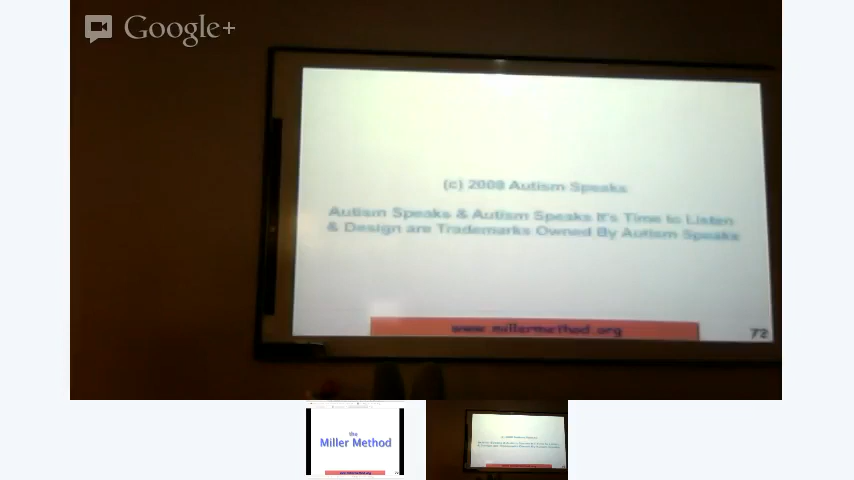 Google+
(c) 2008 Autism Speaks
Autism Speaks & Autism Speaks It's Time to Listen
& Design are Trademarks Owned By Autism Speaks
www.millermethod.org
72
the
Miller Method